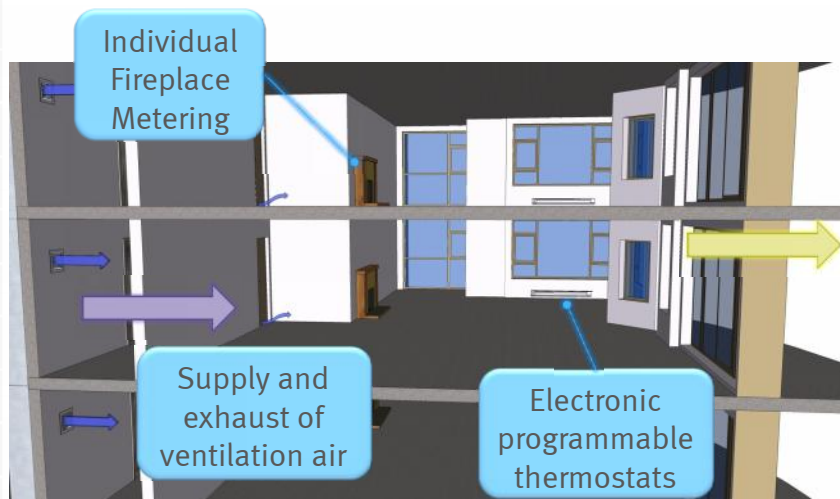 Individual
Fireplace
Metering
Supply and
exhaust of
ventilation air
Electronic
programmable
thermostats